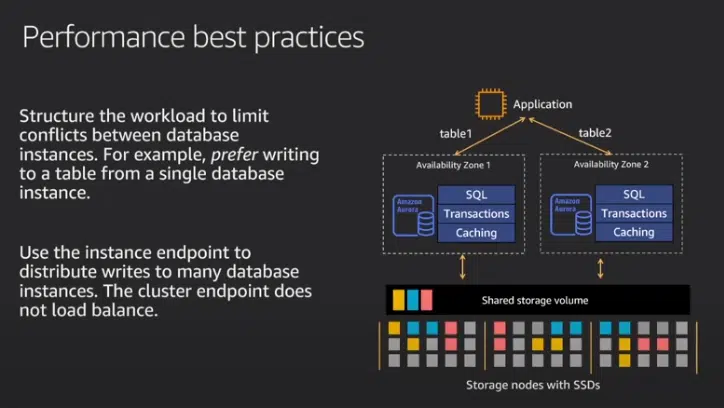 Performance best practices
Structure the workload to limit
conflicts between database
instances. For example, prefer writing
to a table from a single database
instance.
Use the instance endpoint to
distribute writes to many database
instances. The cluster endpoint does
not load balance.
Application
table1
table2
Availability Zone 1
Amazon
Aurora
SQL
Transactions
Caching
Availability Zone 2
Amazon
Aurora
SQL
Transactions
Caching
Shared storage volume
Storage nodes with SSDs